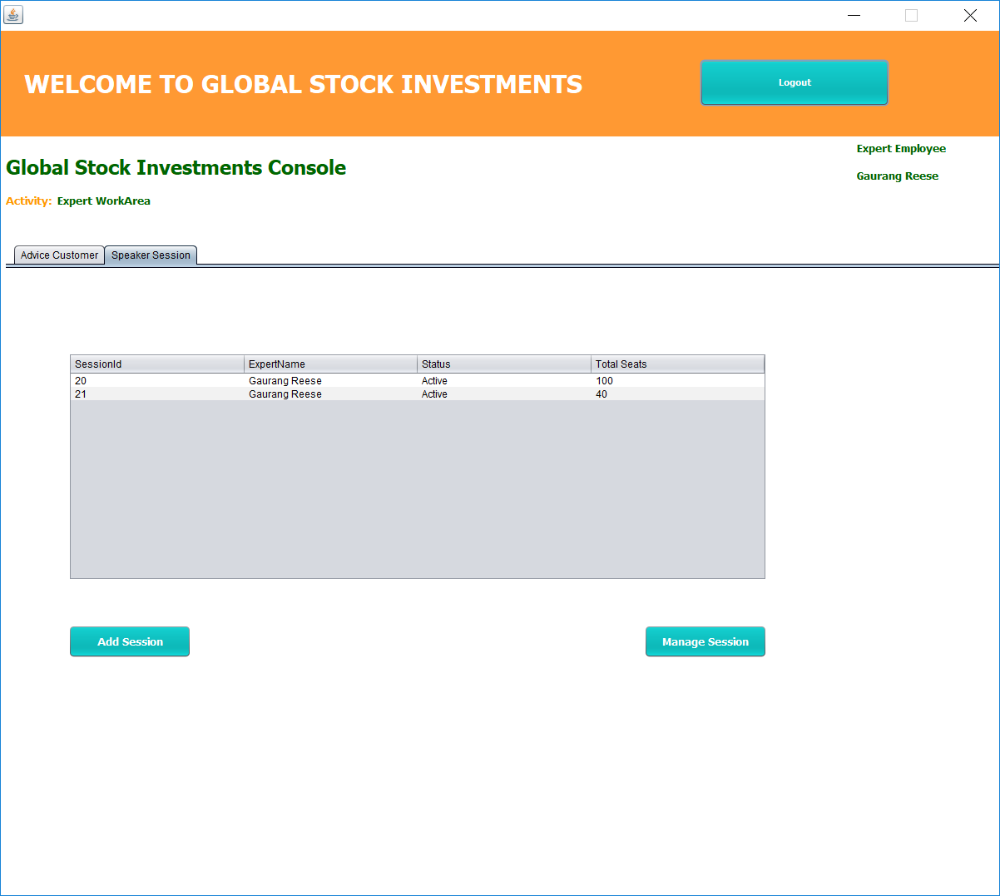 WELCOME TO GLOBAL STOCK INVESTMENTS
Logout
Expert Employee
Global Stock Investments Console
Gaurang Reese
Activity: Expert WorkArea
Advice Customer Speaker Session
SessionId ExpertName Status Total Seats
20 Gaurang Reese Active 100
21 Gaurang Reese Active 40
Add Session Manage Session